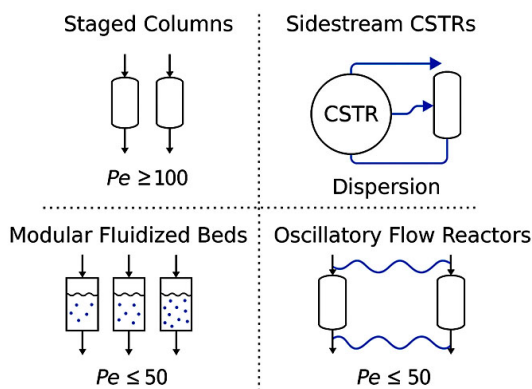 Staged Columns
Pe ≥ 100
Sidestream CSTRs
CSTR
Dispersion
Modular Fluidized Beds
Pe ≤ 50
Oscillatory Flow Reactors
Pe ≤ 50